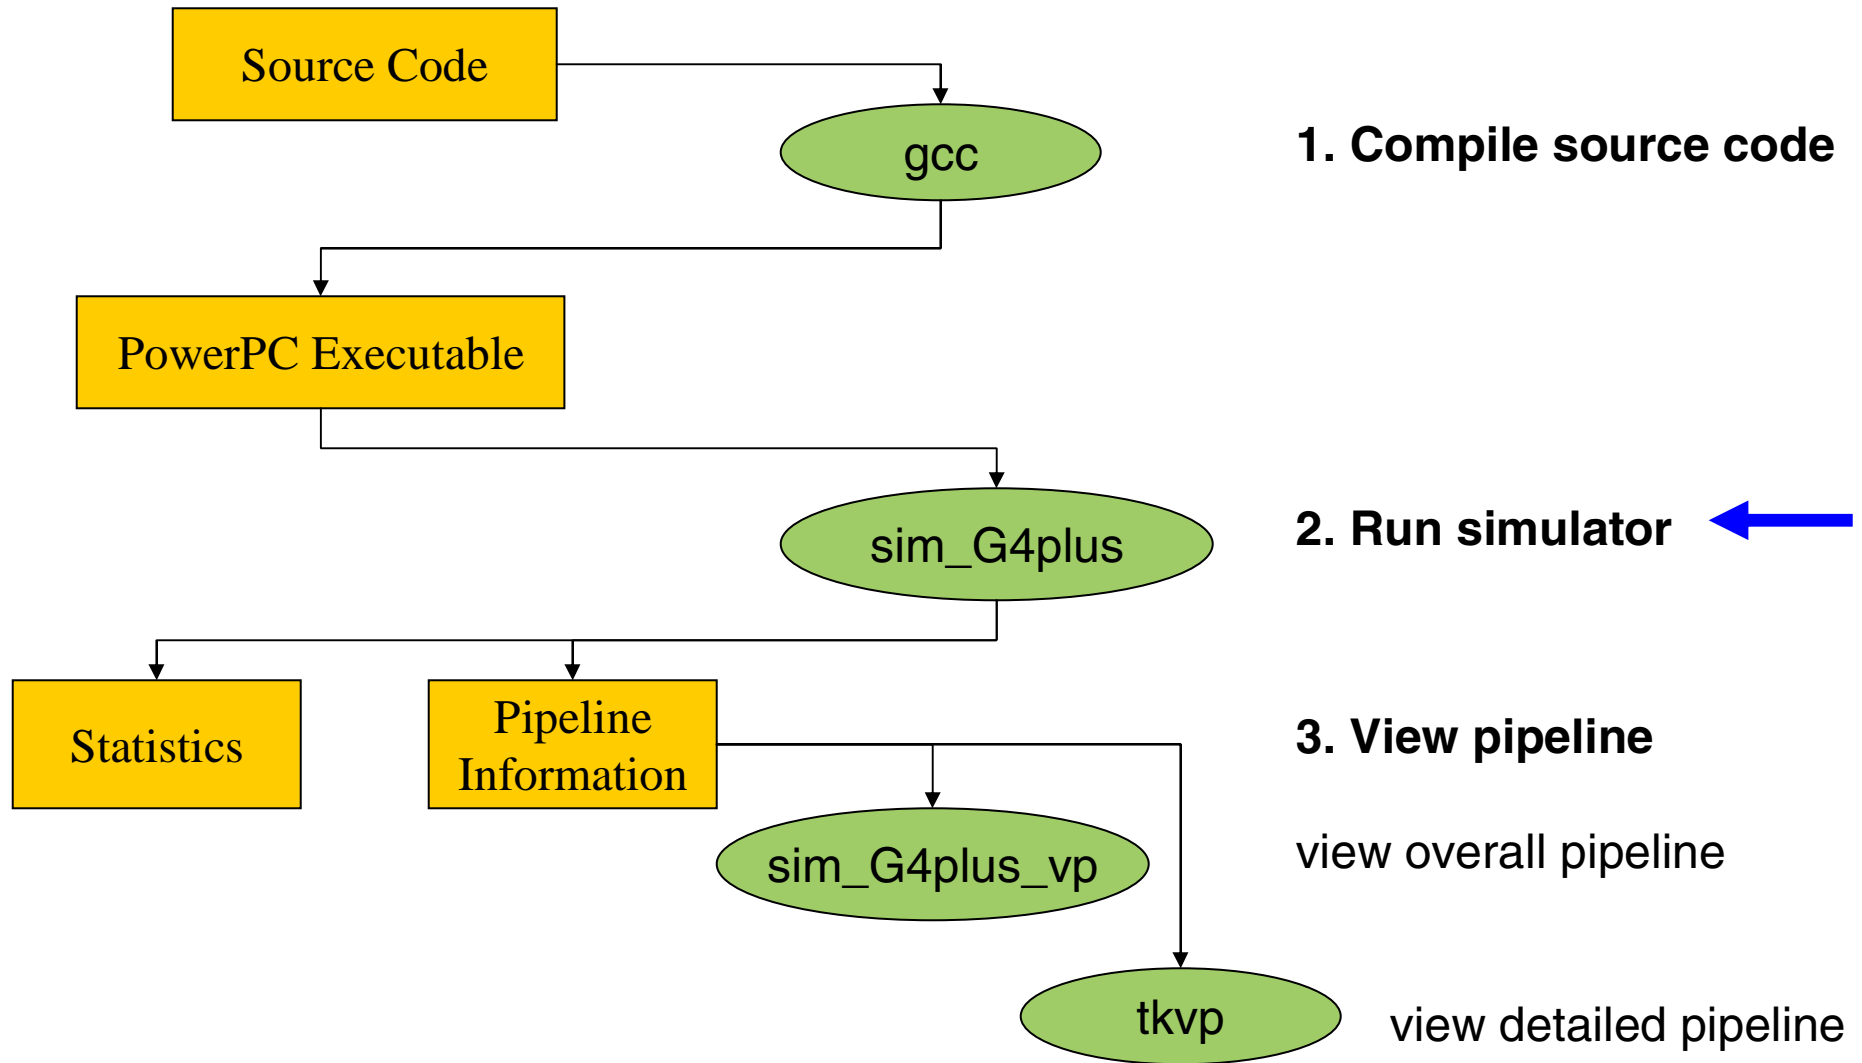 Source Code
gcc
1. Compile source code
PowerPC Executable
sim_G4plus
2. Run simulator
Statistics
Pipeline
Information
3. View pipeline
sim_G4plus_vp
view overall pipeline
tkvp
view detailed pipeline